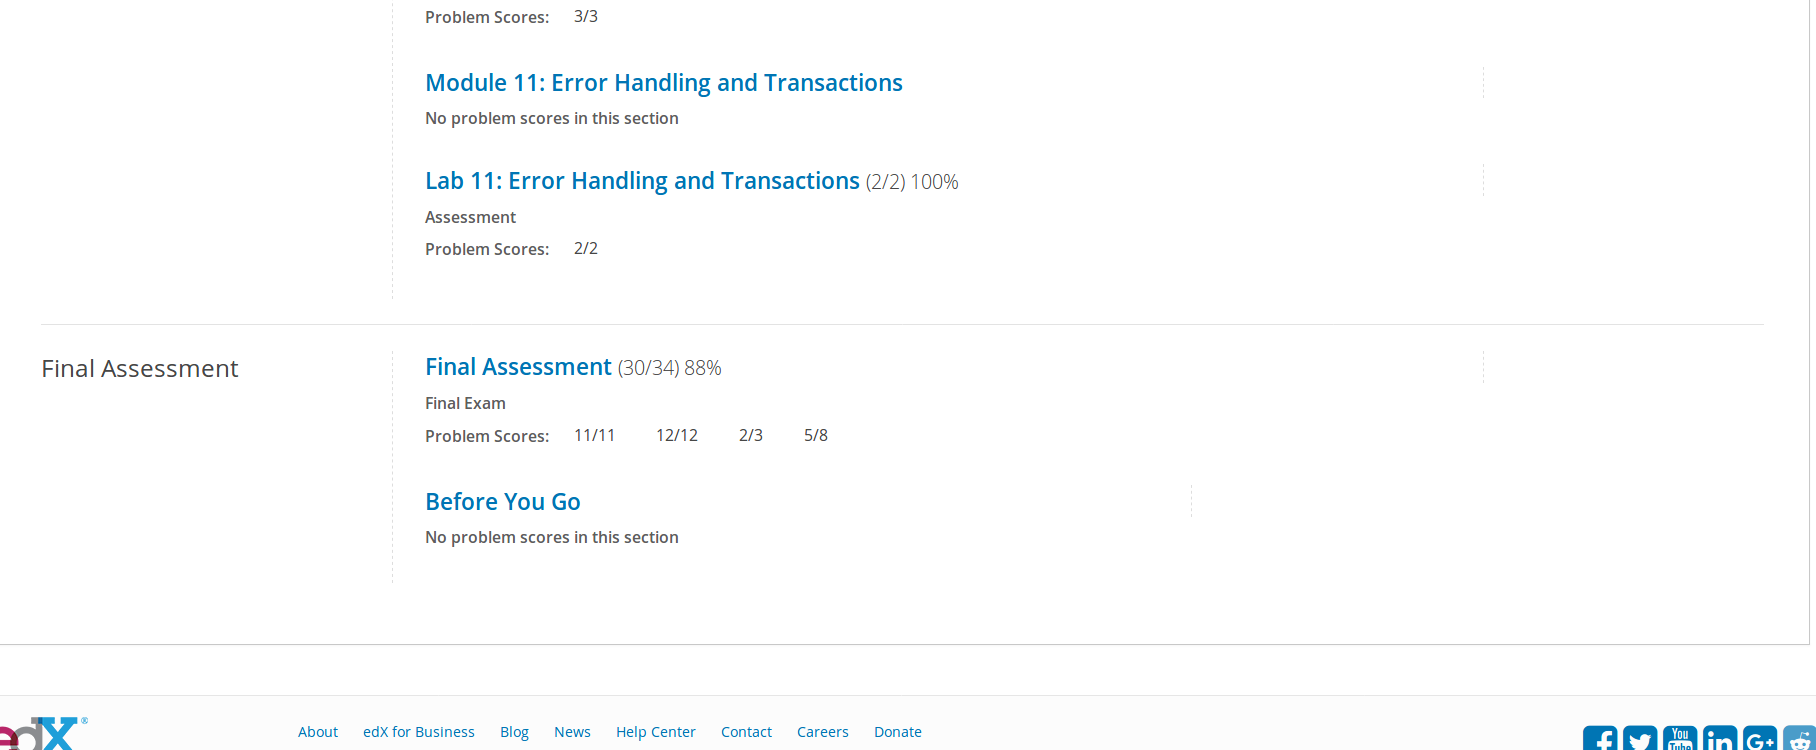 Problem Scores: 3/3
Module 11: Error Handling and Transactions
No problem scores in this section
Lab 11: Error Handling and Transactions (2/2) 100%
Assessment
Problem Scores: 2/2
Final Assessment
Final Assessment (30/34) 88%
Final Exam
Problem Scores: 11/11 12/12 2/3 5/8
Before You Go
No problem scores in this section
edX®
About edX for Business Blog News Help Center Contact Careers Donate
You Tube
in
G+